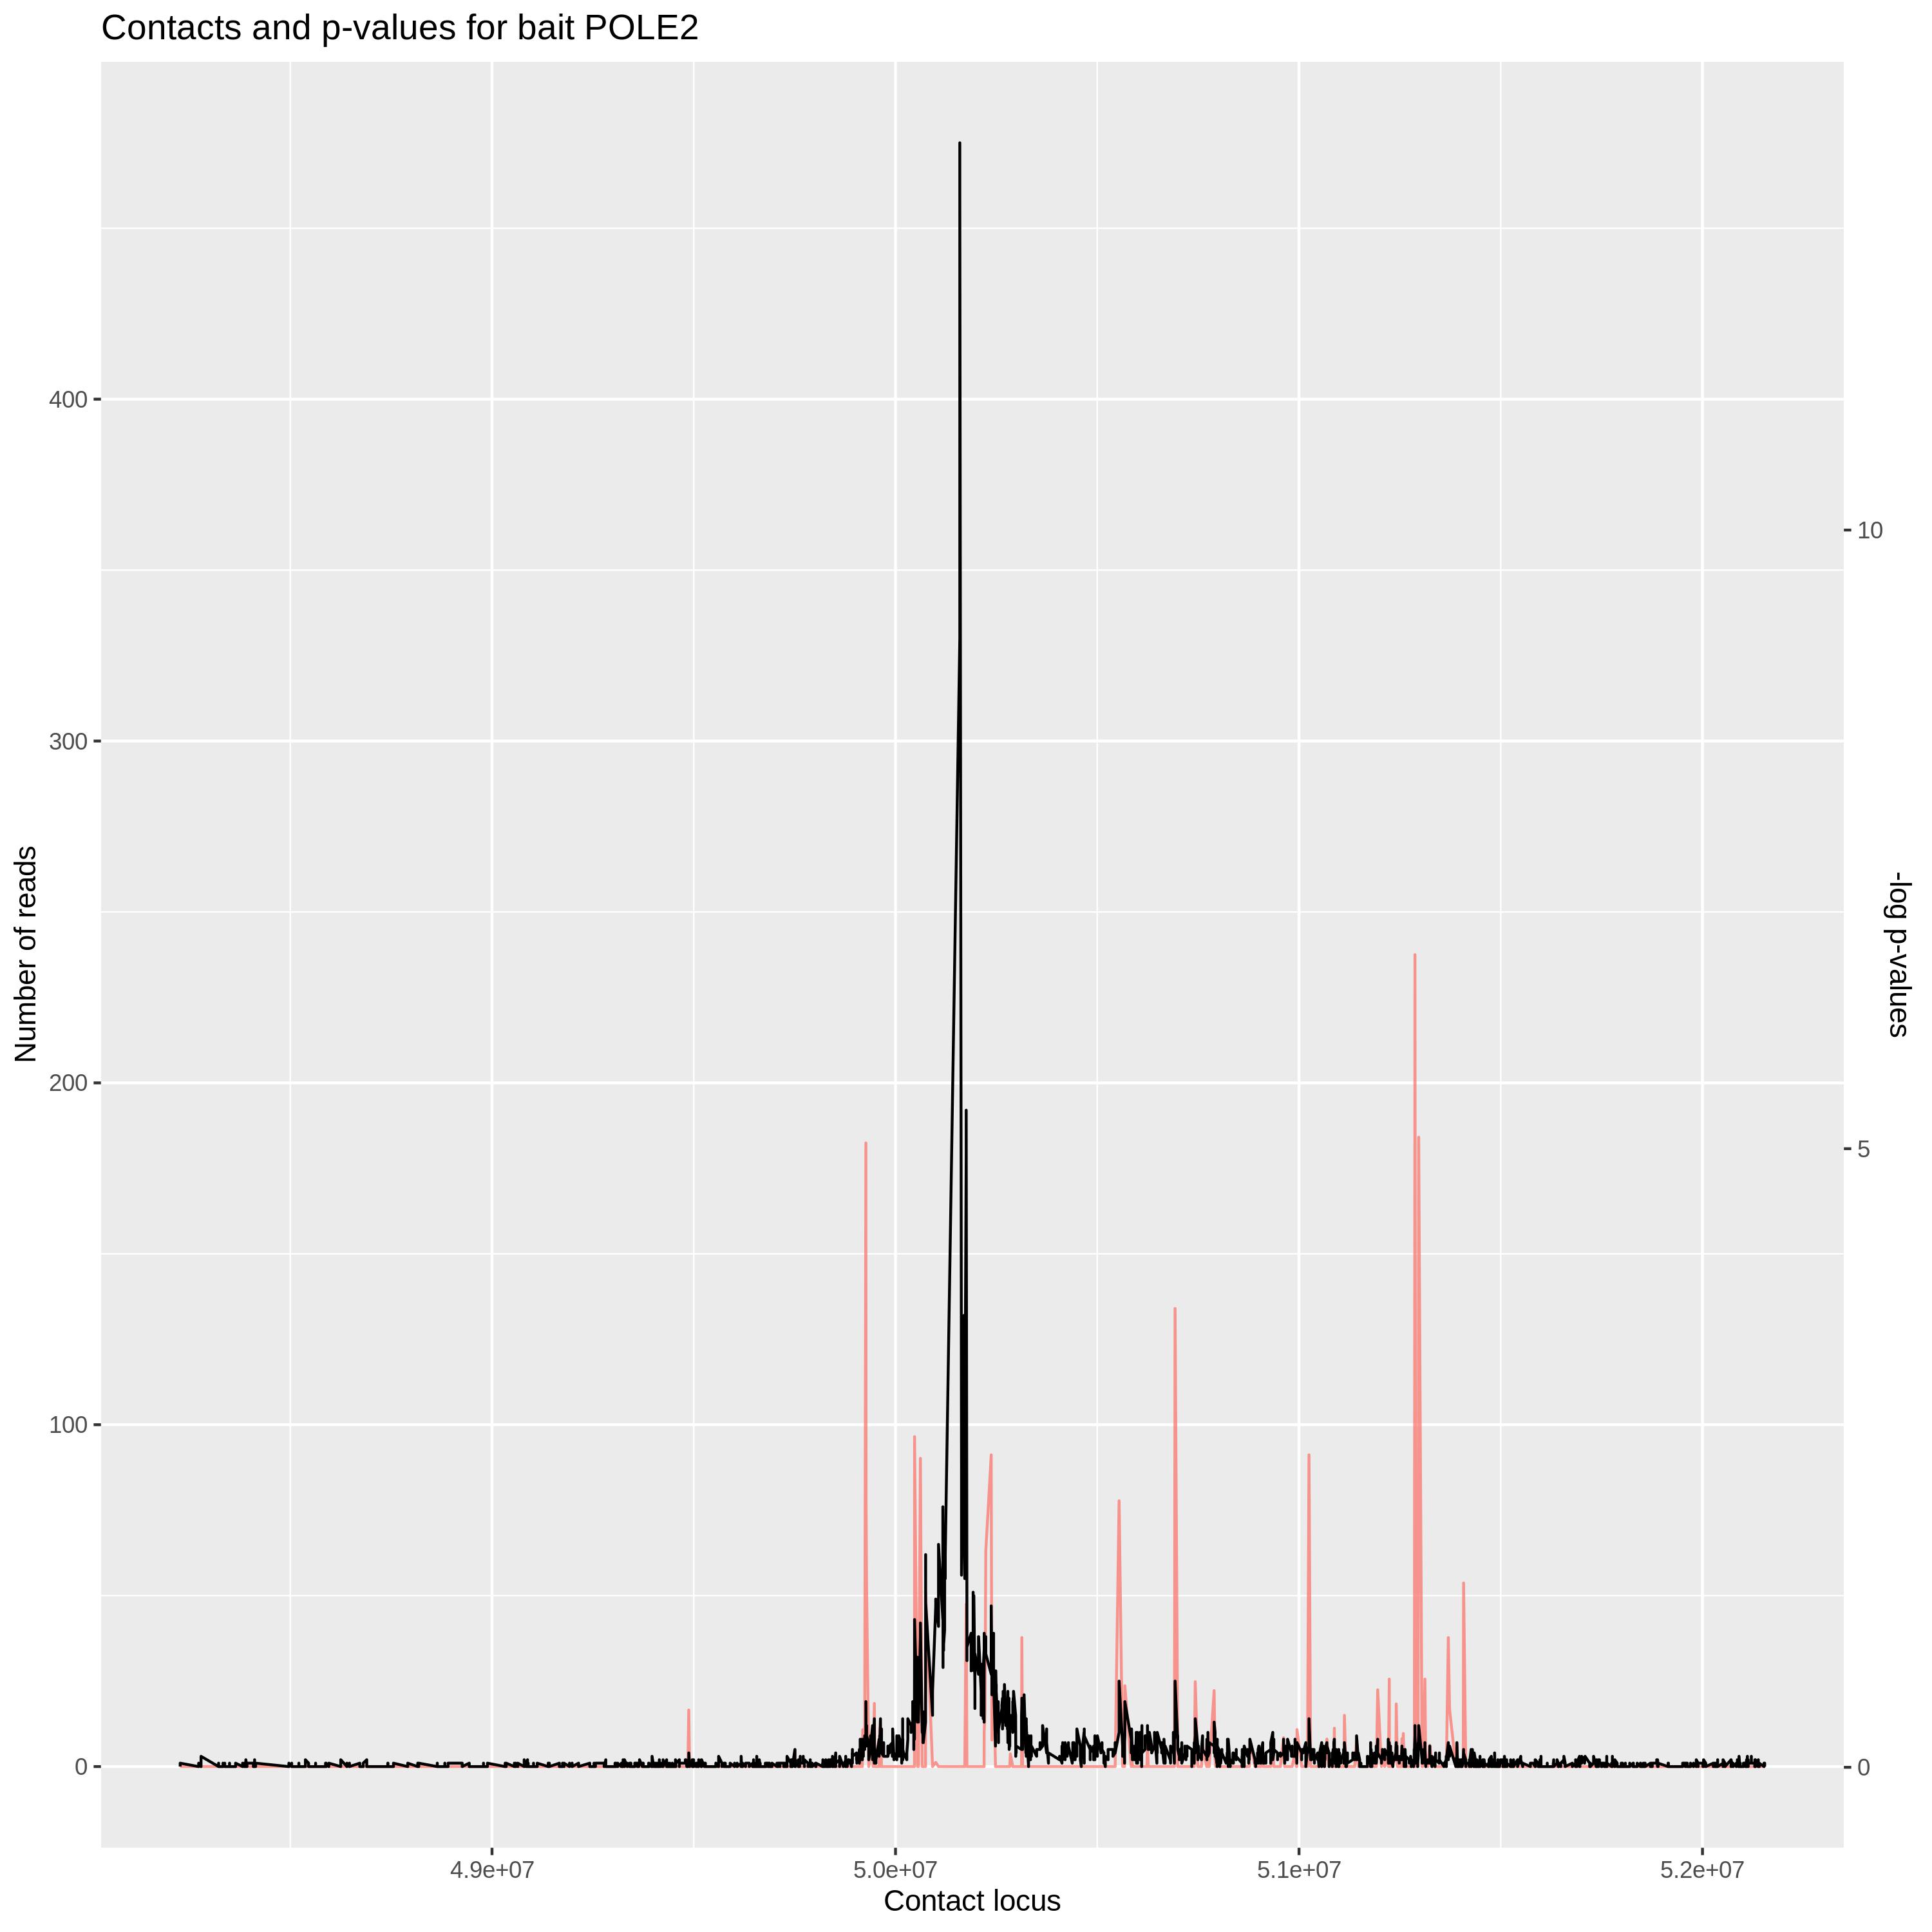 Contacts and p-values for bait POLE2
400
300
200
100
0
Number of reads
10
5
0
-log p-values
4.9e+07
5.0e+07
5.1e+07
5.2e+07
Contact locus